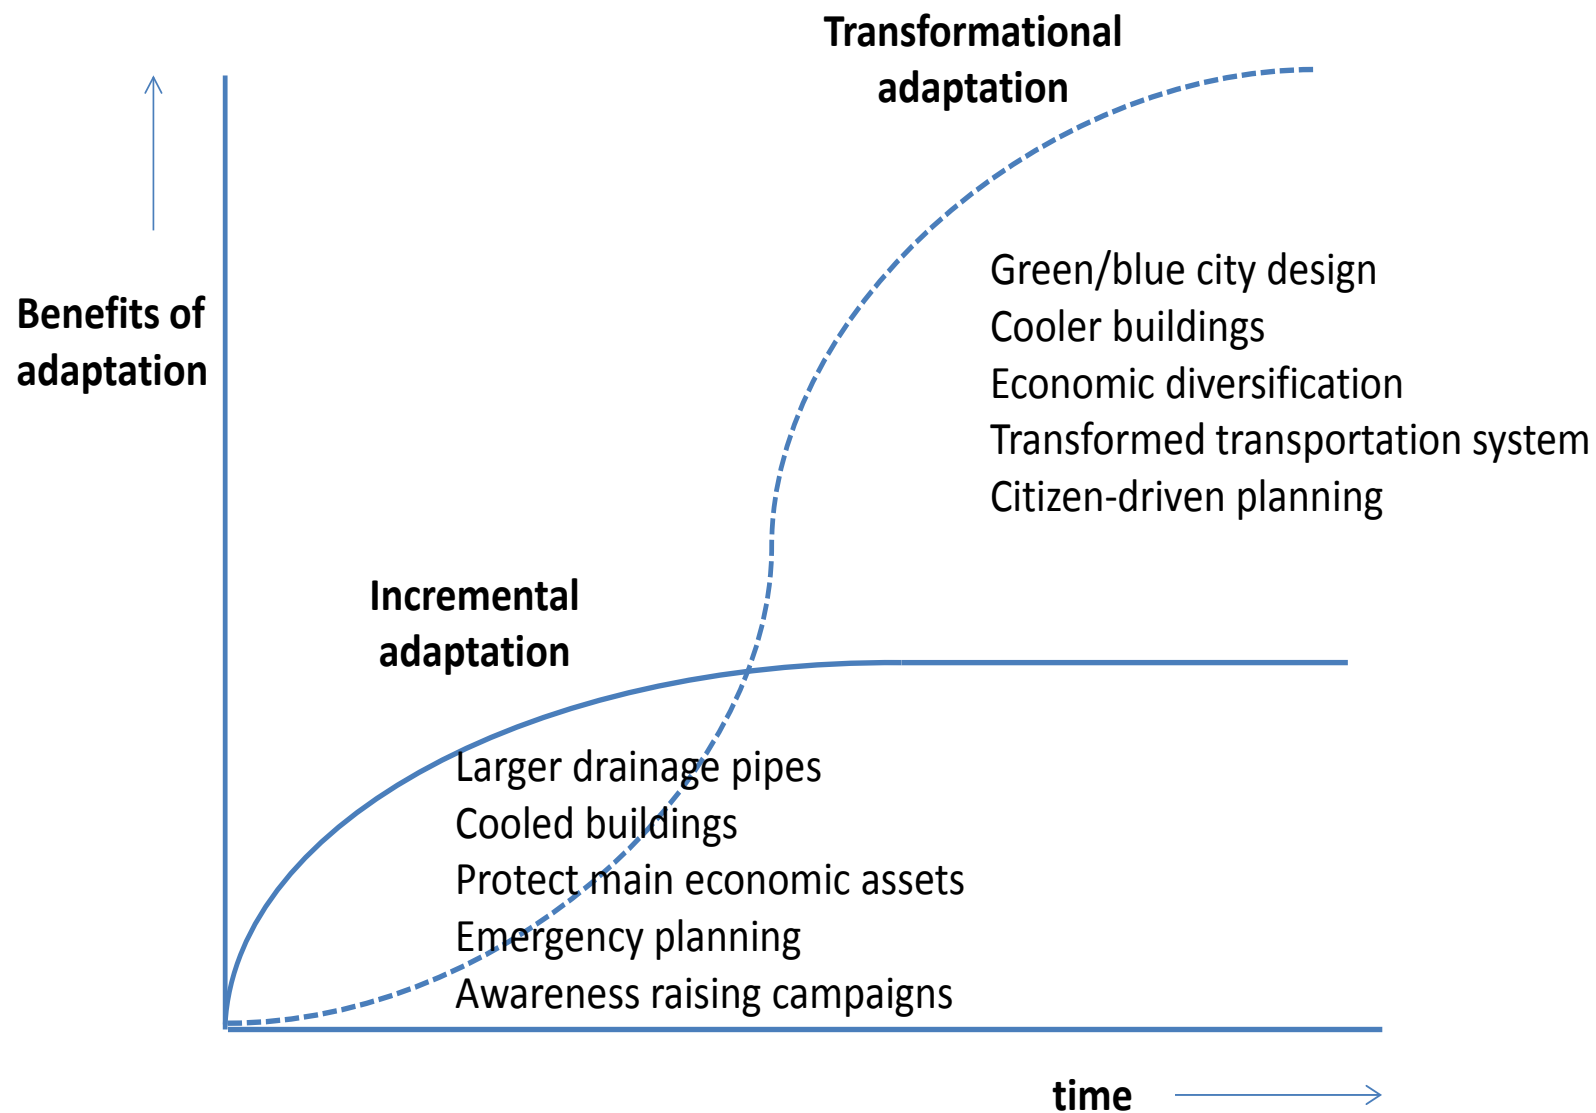 Transformational
adaptation
Benefits of
adaptation
Green/blue city design
Cooler buildings
Economic diversification
Transformed transportation system
Citizen-driven planning
Incremental
adaptation
Larger drainage pipes
Cooled buildings
Protect main economic assets
Emergency planning
Awareness raising campaigns
time